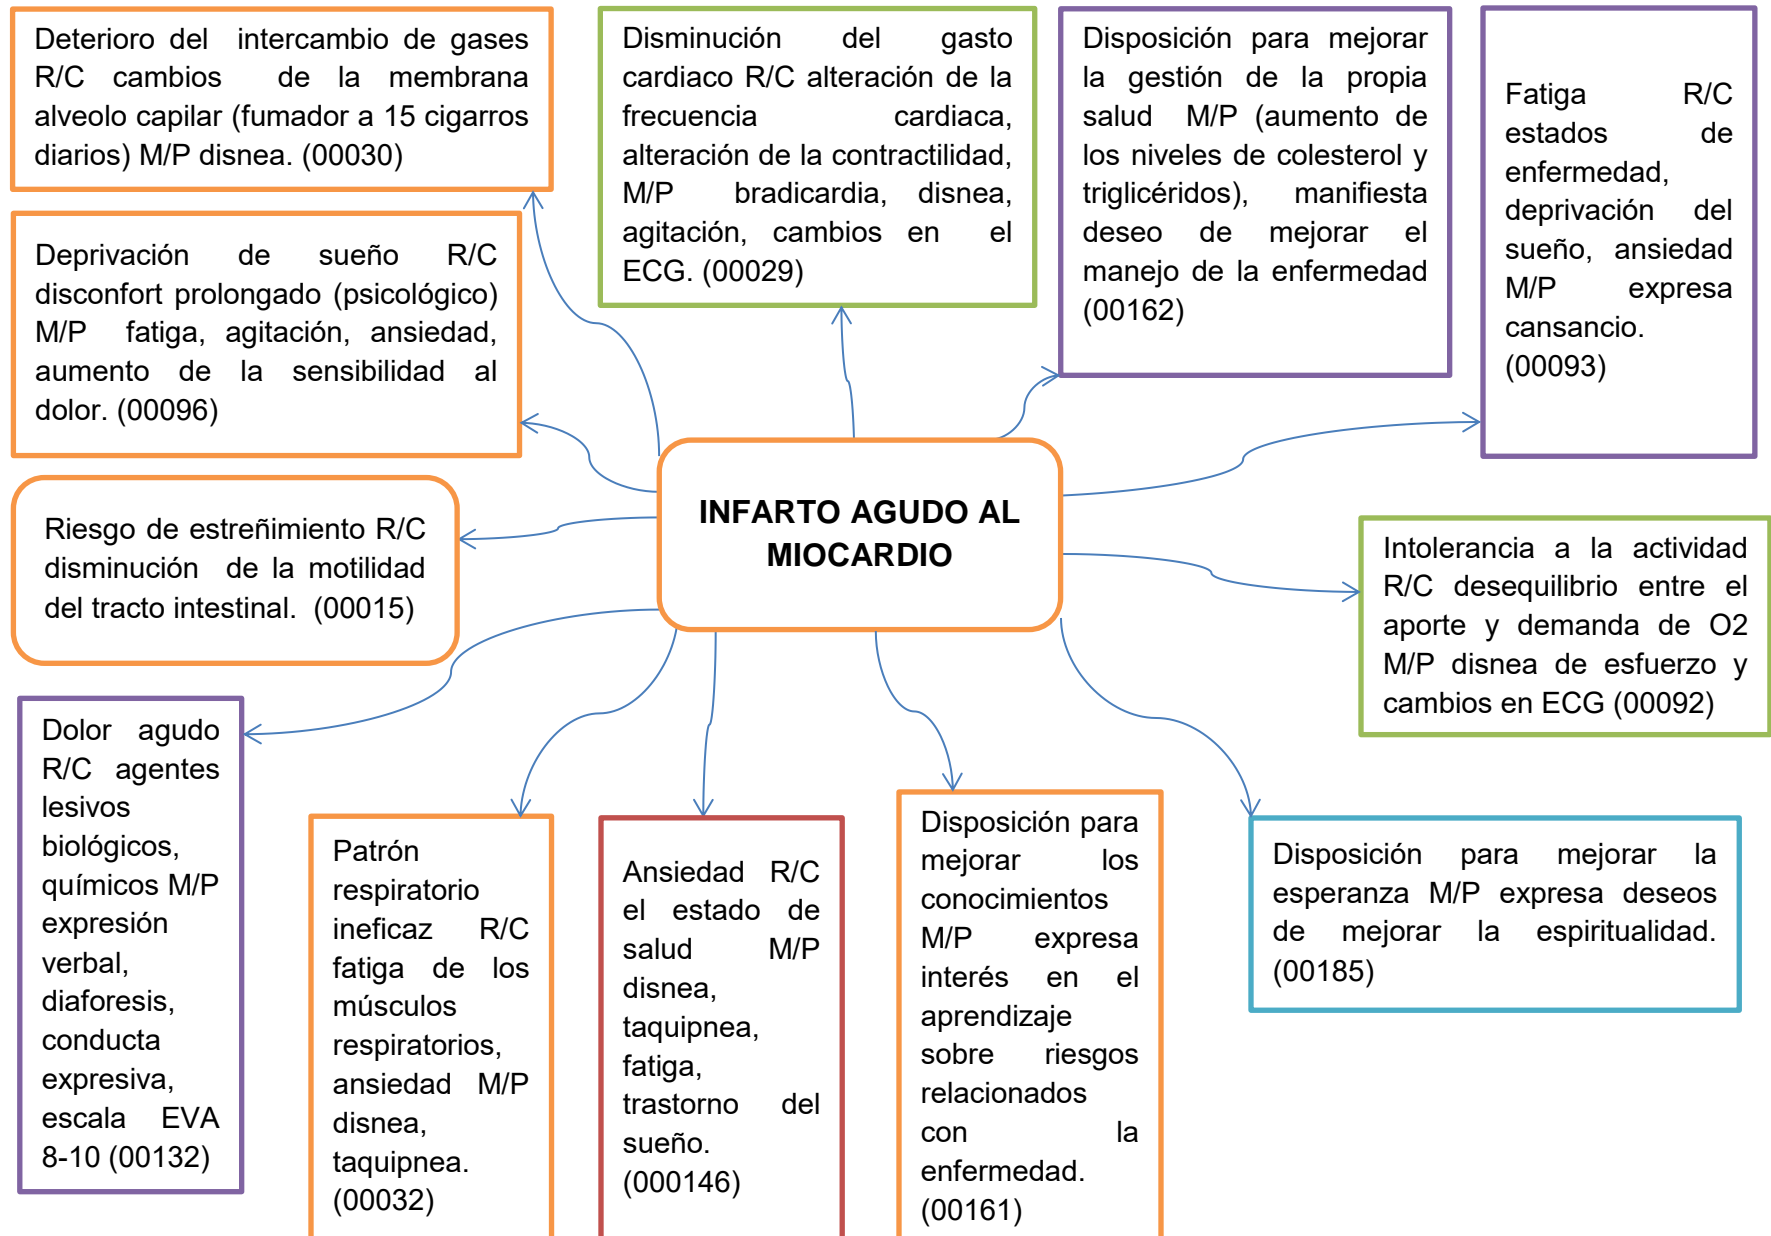 Deterioro del intercambio de gases
R/C cambios de la membrana
alveolo capilar (fumador a 15 cigarros
diarios) M/P disnea. (00030)
Disminución del gasto
cardiaco R/C alteración de la
frecuencia cardiaca,
alteración de la contractilidad,
M/P bradicardia, disnea,
agitación, cambios en el
ECG. (00029)
Disposición para mejorar
la gestión de la propia
salud M/P (aumento de
los niveles de colesterol y
triglicéridos), manifiesta
deseo de mejorar el
manejo de la enfermedad
(00162)
Fatiga R/C
estados de
enfermedad,
deprivación del
sueño, ansiedad
M/P expresa
cansancio.
(00093)
Deprivación de sueño R/C
disconfort prolongado (psicológico)
M/P fatiga, agitación, ansiedad,
aumento de la sensibilidad al
dolor. (00096)
INFARTO AGUDO AL
MIOCARDIO
Riesgo de estreñimiento R/C
disminución de la motilidad
del tracto intestinal. (00015)
Intolerancia a la actividad
R/C desequilibrio entre el
aporte y demanda de O2
M/P disnea de esfuerzo y
cambios en ECG (00092)
Dolor agudo
R/C agentes
lesivos
biológicos,
químicos M/P
expresión
verbal,
diaforesis,
conducta
expresiva,
escala EVA
8-10 (00132)
Patrón
respiratorio
ineficaz R/C
fatiga de los
músculos
respiratorios,
ansiedad M/P
disnea,
taquipnea.
(00032)
Ansiedad R/C
el estado de
salud M/P
disnea,
taquipnea,
fatiga,
trastorno del
sueño.
(000146)
Disposición para
mejorar los
conocimientos
M/P expresa
interés en el
aprendizaje
sobre riesgos
relacionados
con la
enfermedad.
(00161)
Disposición para mejorar la
esperanza M/P expresa deseos
de mejorar la espiritualidad.
(00185)